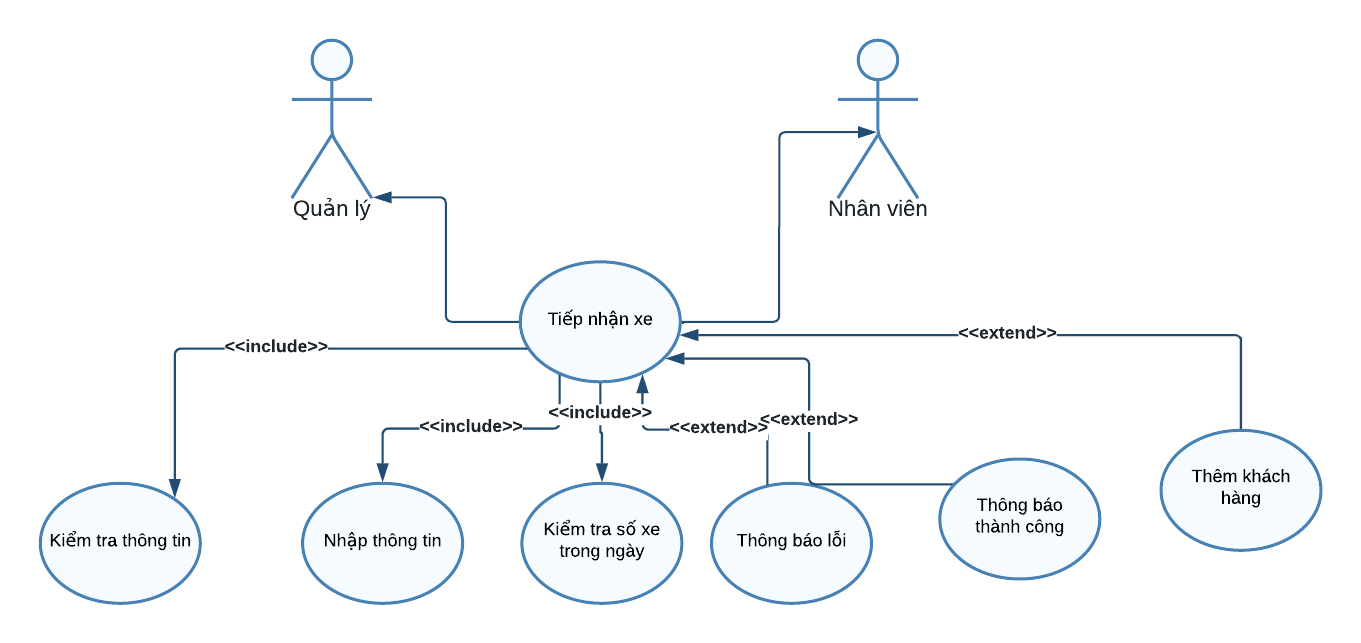 Quản lý
Nhân viên
Tiếp nhận xe
<<extend>>
<<include>>
<<include>>
<<include>>
<<extend>>
<<extend>>
Kiểm tra thông tin
Nhập thông tin
Kiểm tra số xe
trong ngày
Thông báo lỗi
Thông báo
thành công
Thêm khách
hàng